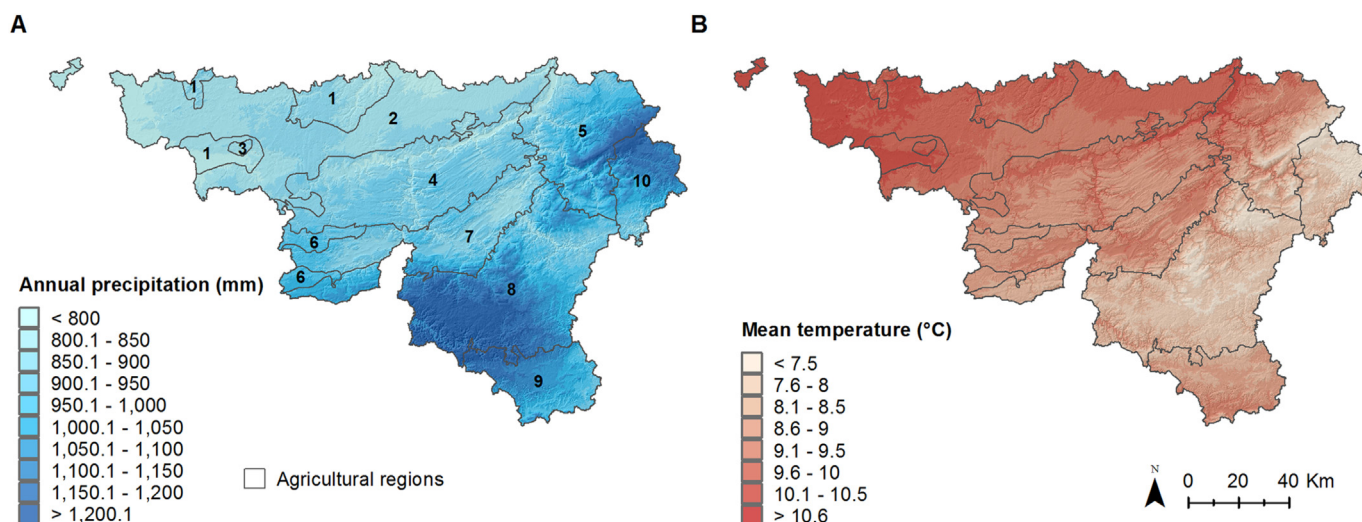 A
B
1
1
2
1
3
5
4
10
6
7
6
8
9
Annual precipitation (mm)
< 800
800.1 - 850
850.1 - 900
900.1 - 950
950.1 - 1,000
1,000.1 - 1,050
1,050.1 - 1,100
1,100.1 - 1,150
1,150.1 - 1,200
> 1,200.1
Agricultural regions
Mean temperature (°C)
< 7.5
7.6 - 8
8.1 - 8.5
8.6 - 9
9.1 - 9.5
9.6 - 10
10.1 - 10.5
> 10.6
N
0 20 40 Km